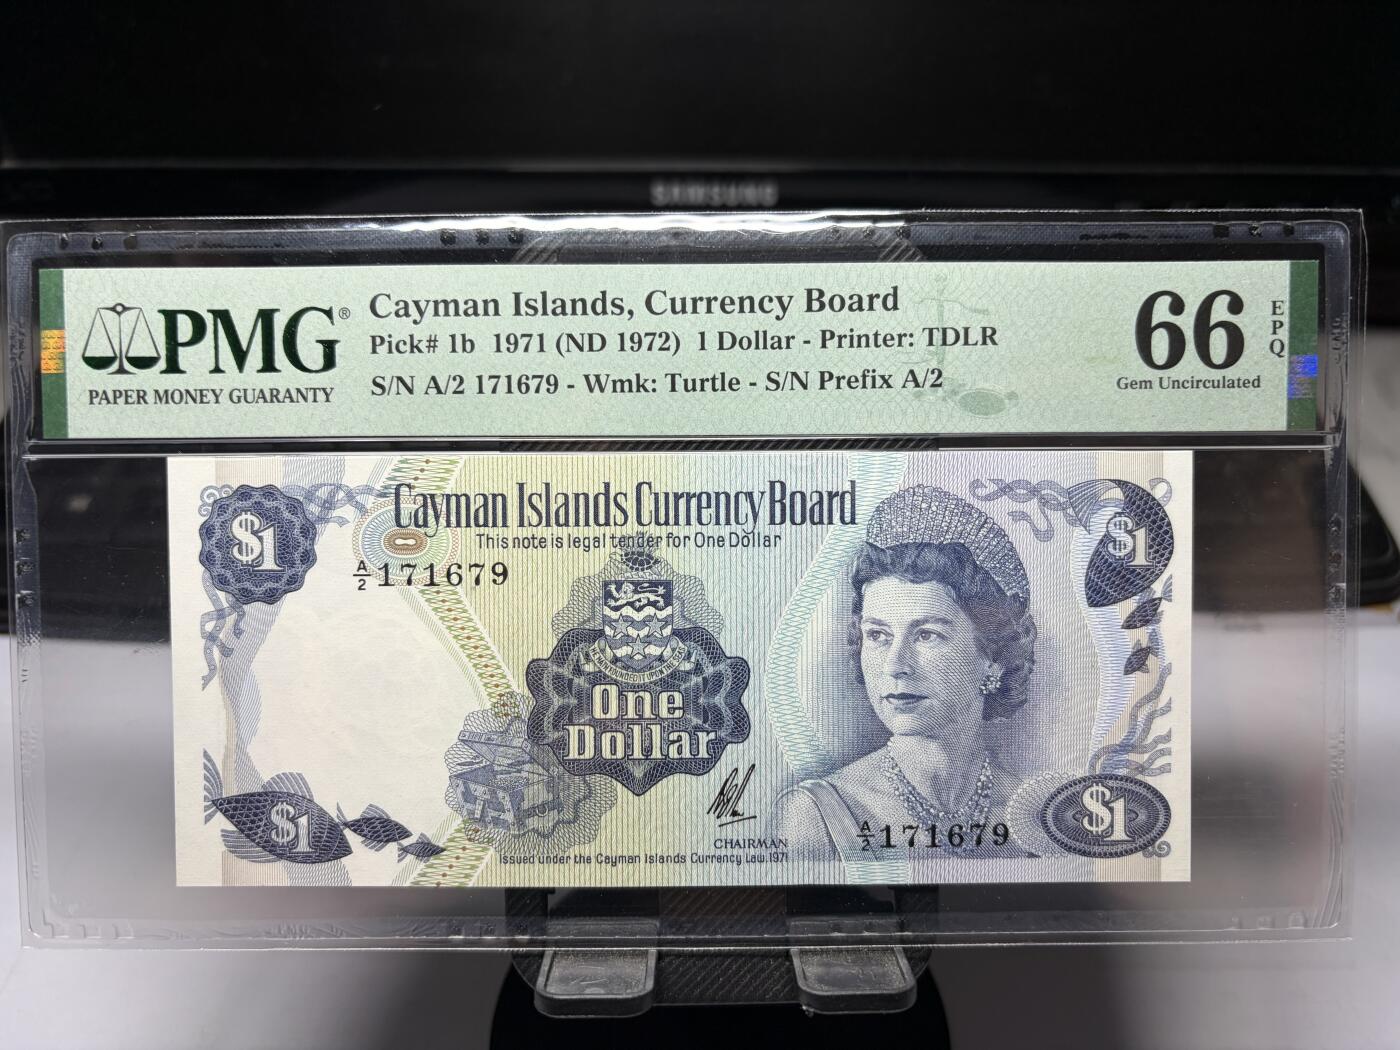 SAMSUNG
PMG®
PAPER MONEY GUARANTY
Cayman Islands, Currency Board
Pick# 1b 1971 (ND 1972) 1 Dollar - Printer: TDLR
S/N A/2 171679 - Wmk: Turtle - S/N Prefix A/2
66
EPQ
Gem Uncirculated
$1
Cayman Islands Currency Board
This note is legal tender for One Dollar
A/2 171679
$1
One
Dollar
$1
CHAIRMAN
A/2 171679
$1
Issued under the Cayman Islands Currency Law.1971